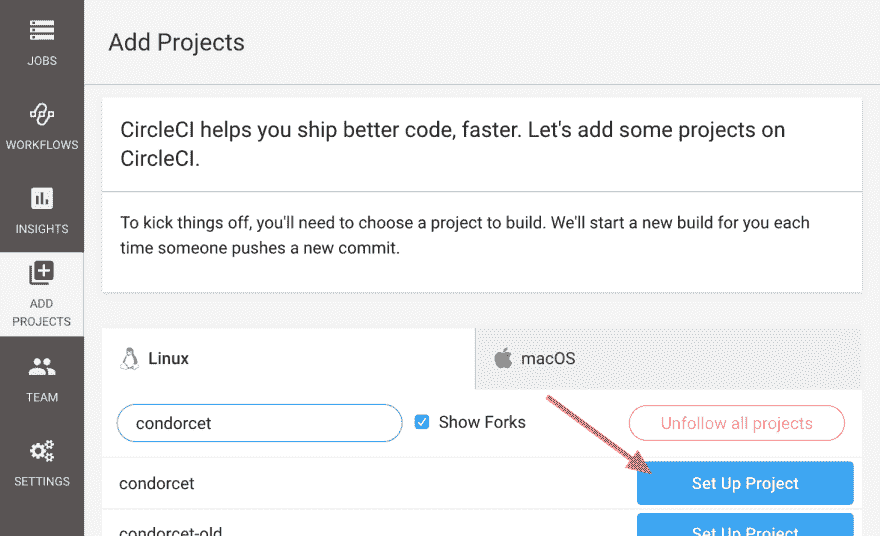 JOBS
WORKFLOWS
INSIGHTS
ADD
PROJECTS
TEAM
SETTINGS
Add Projects
CircleCI helps you ship better code, faster. Let's add some projects on
CircleCI.
To kick things off, you'll need to choose a project to build. We'll start a new build for you each
time someone pushes a new commit.
Linux
macOS
condorcet
Show Forks
Unfollow all projects
condorcet
Set Up Project
condorcet-old
Set Up Project